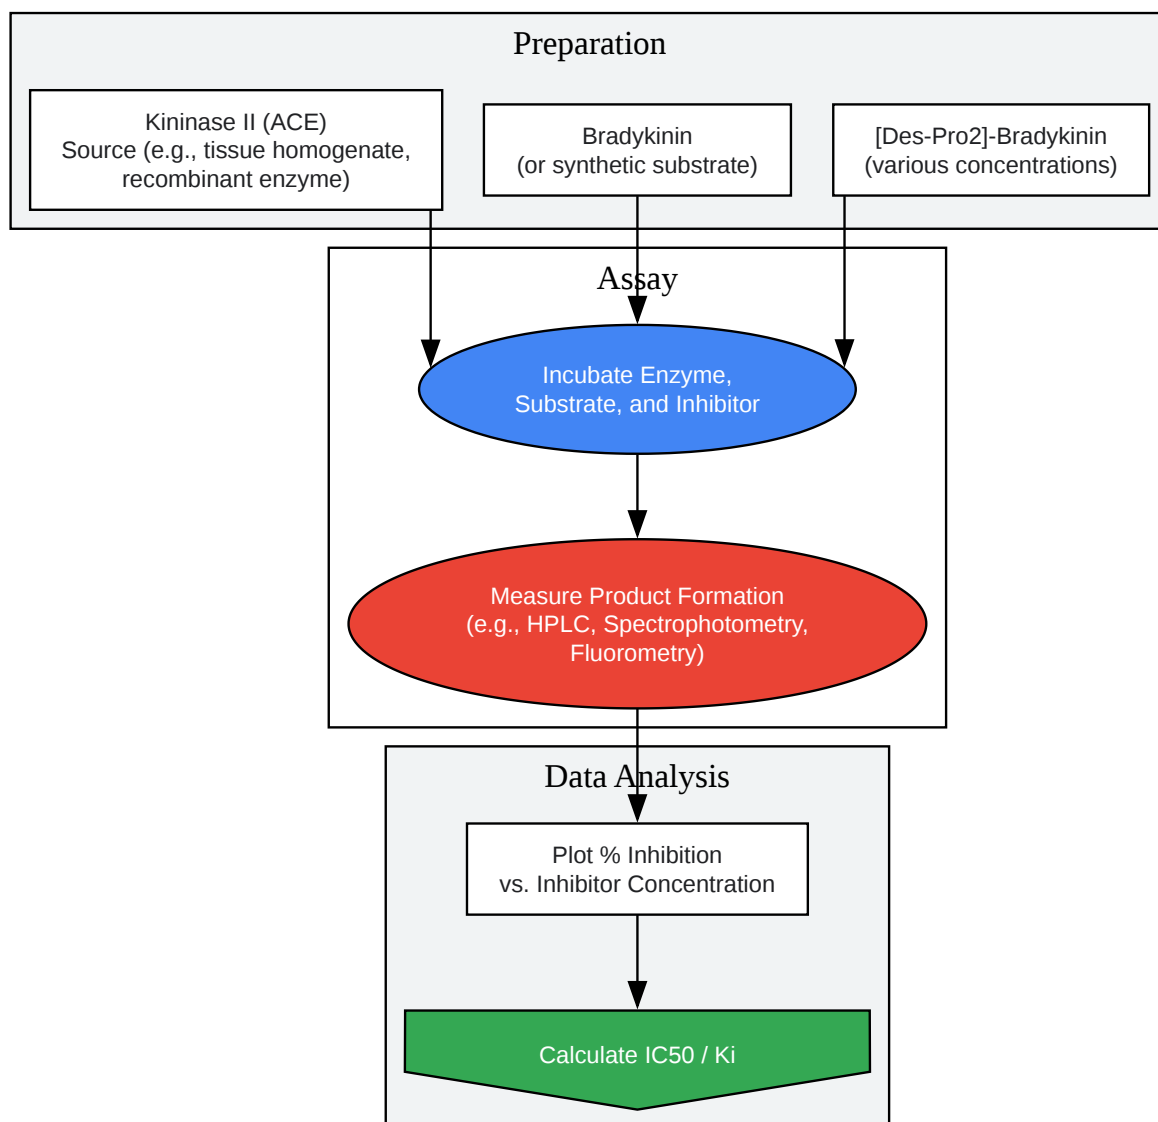 Preparation
Kininase II (ACE)
Source (e.g., tissue homogenate,
recombinant enzyme)
Bradykinin
(or synthetic substrate)
[Des-Pro2]-Bradykinin
(various concentrations)
Assay
Incubate Enzyme,
Substrate, and Inhibitor
Measure Product Formation
(e.g., HPLC, Spectrophotometry,
Fluorometry)
Data Analysis
Plot % Inhibition
vs. Inhibitor Concentration
Calculate IC50 / Ki